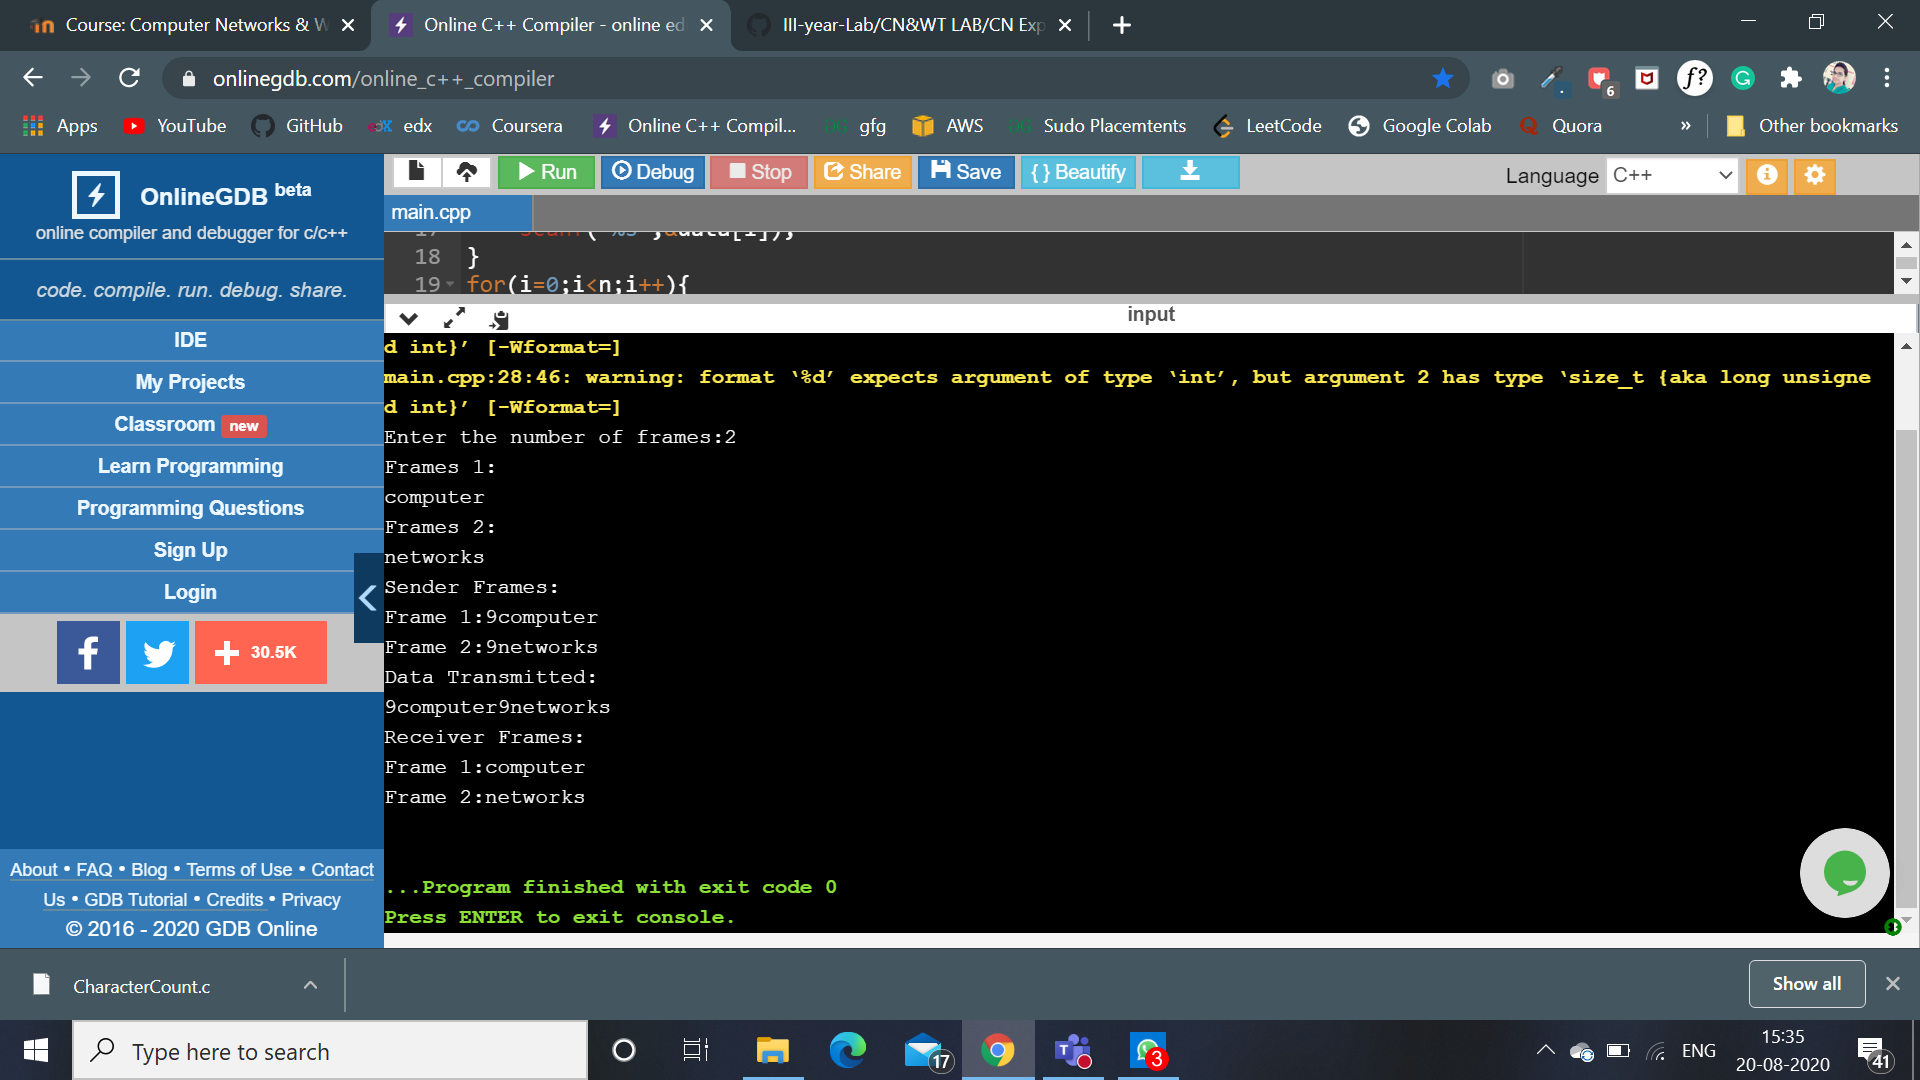 Course: Computer Networks & W
Online C++ Compiler - online ed
III-year-Lab/CN&WT LAB/CN Exp
onlinegdb.com/online_c++_compiler
6
f?
Apps
YouTube
GitHub
edx
Coursera
Online C++ Compil...
gfg
AWS
Sudo Placemtents
LeetCode
Google Colab
Quora
»
Other bookmarks
OnlineGDB beta
online compiler and debugger for c/c++
code. compile. run. debug. share.
IDE
My Projects
Classroom new
Learn Programming
Programming Questions
Sign Up
Login
30.5K
About • FAQ • Blog • Terms of Use • Contact
Us • GDB Tutorial • Credits • Privacy
© 2016 - 2020 GDB Online
Run
Debug
Stop
Share
Save
{ } Beautify
Language C++
main.cpp
18 }
19 for(i=0;i<n;i++){
input
d int}’ [-Wformat=]
main.cpp:28:46: warning: format ‘%d’ expects argument of type ‘int’, but argument 2 has type ‘size_t {aka long unsigne
d int}’ [-Wformat=]
Enter the number of frames:2
Frames 1:
computer
Frames 2:
networks
Sender Frames:
Frame 1:9computer
Frame 2:9networks
Data Transmitted:
9computer9networks
Receiver Frames:
Frame 1:computer
Frame 2:networks
...Program finished with exit code 0
Press ENTER to exit console.
CharacterCount.c
Show all
Type here to search
17
3
ENG
15:35
20-08-2020
41